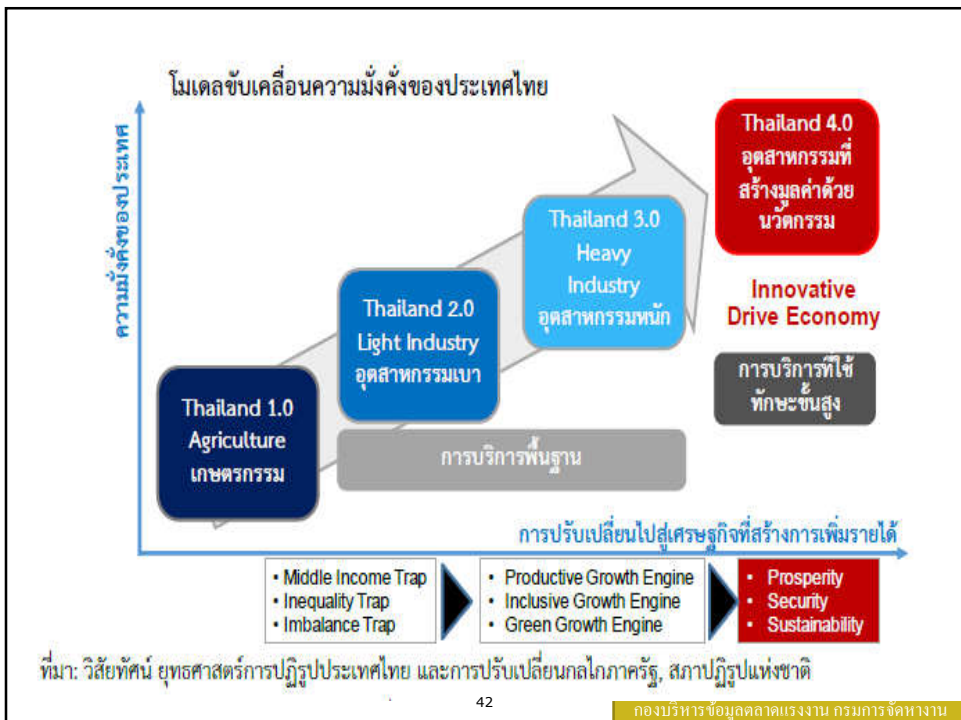 โมเดลขับเคลื่อนความมั่งคั่งของประเทศไทย
ความมั่งคั่งของประเทศ
Thailand 1.0
Agriculture
เกษตรกรรม
Thailand 2.0
Light Industry
อุตสาหกรรมเบา
Thailand 3.0
Heavy
Industry
อุตสาหกรรมหนัก
Thailand 4.0
อุตสาหกรรมที่
สร้างมูลค่าด้วย
นวัตกรรม
Innovative
Drive Economy
การบริการพื้นฐาน
การบริการที่ใช้
ทักษะขั้นสูง
การปรับเปลี่ยนไปสู่เศรษฐกิจที่สร้างการเพิ่มรายได้
• Middle Income Trap
• Inequality Trap
• Imbalance Trap
• Productive Growth Engine
• Inclusive Growth Engine
• Green Growth Engine
• Prosperity
• Security
• Sustainability
ที่มา: วิสัยทัศน์ ยุทธศาสตร์การปฏิรูปประเทศไทย และการปรับเปลี่ยนกลไกภาครัฐ, สภาปฏิรูปแห่งชาติ
42
กองบริหารข้อมูลตลาดแรงงาน กรมการจัดหางาน